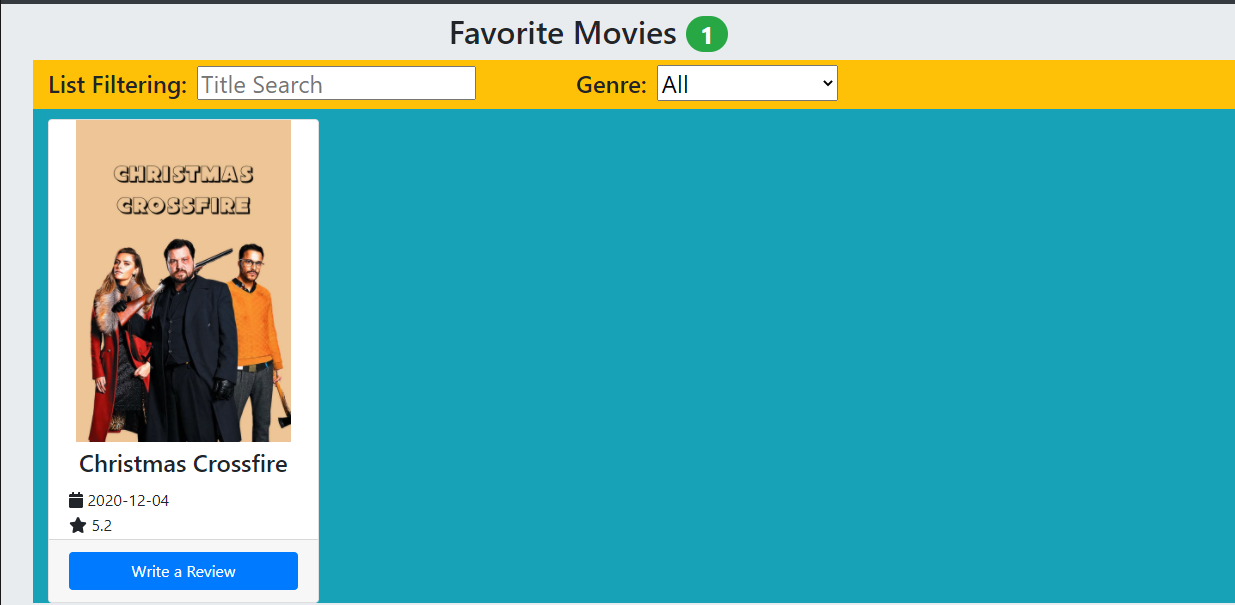 Favorite Movies 1
List Filtering: Title Search Genre: All
CHRISTMAS
CROSSFIRE
Christmas Crossfire
2020-12-04
5.2
Write a Review